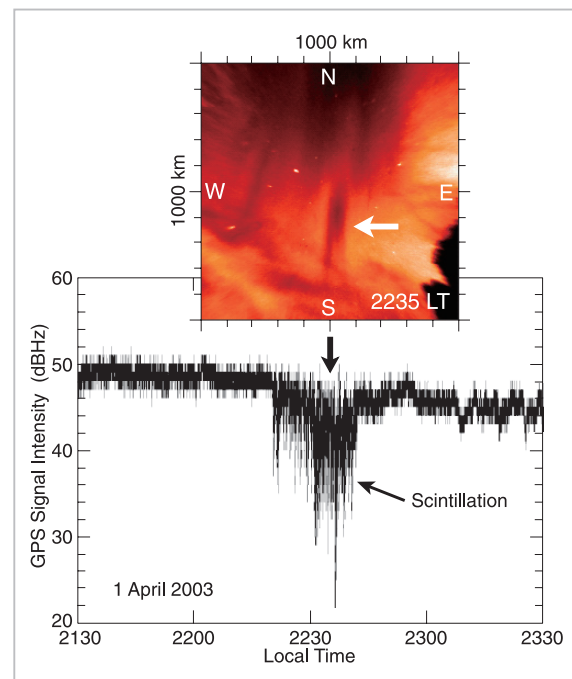 1000 km
N
1000 km
W
E
S
2235 LT
60
50
40
30
20
GPS Signal Intensity (dBHz)
Scintillation
1 April 2003
2130
2200
2230
2300
2330
Local Time